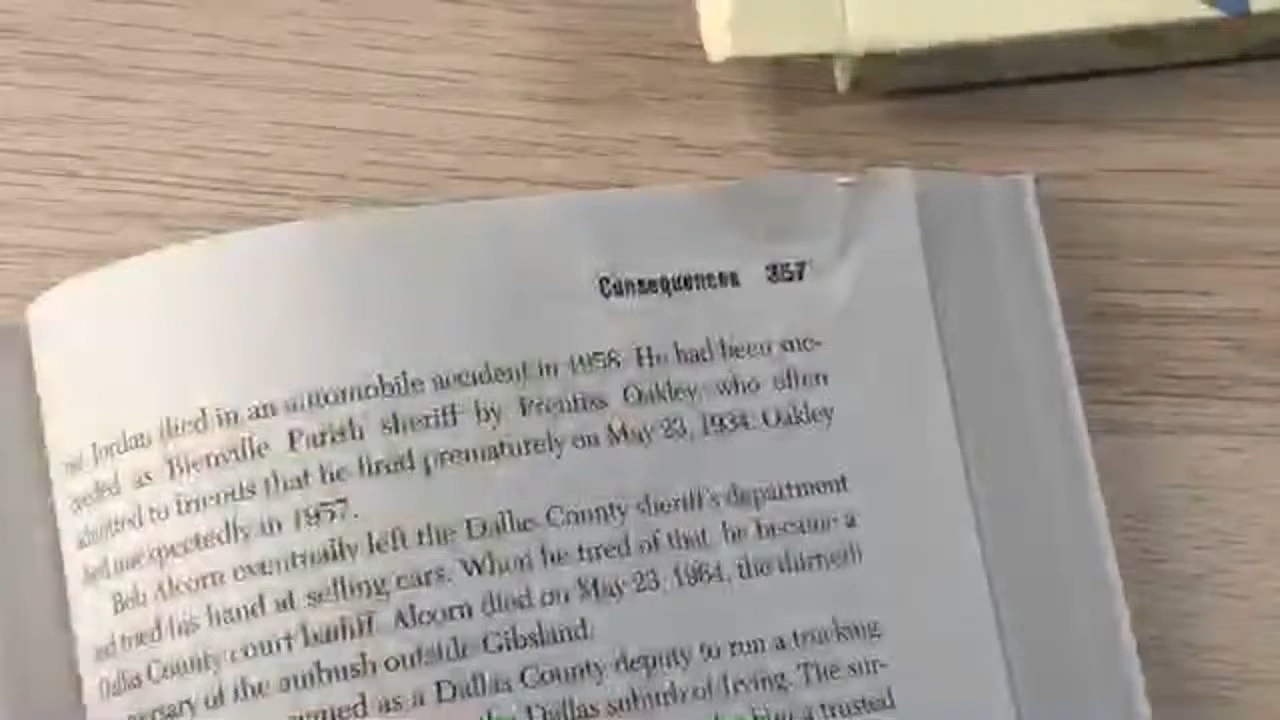 Consequences 357
Jordan died in an automobile accident in 1958. He had been suc-
ceeded as Bienville Parish sheriff by Prentiss Oakley, who often
admitted to friends that he fired prematurely on May 23, 1934. Oakley
died unexpectedly in 1957.
Bob Alcorn eventually left the Dallas County sheriff's department
and tried his hand at selling cars. When he tired of that, he became a
Dallas County court bailiff. Alcorn died on May 23, 1964, the thirtieth
of the ambush outside Gibsland.
as a Dallas County deputy to run a trucking
Dallas suburb of Irving. The sur-
a trusted